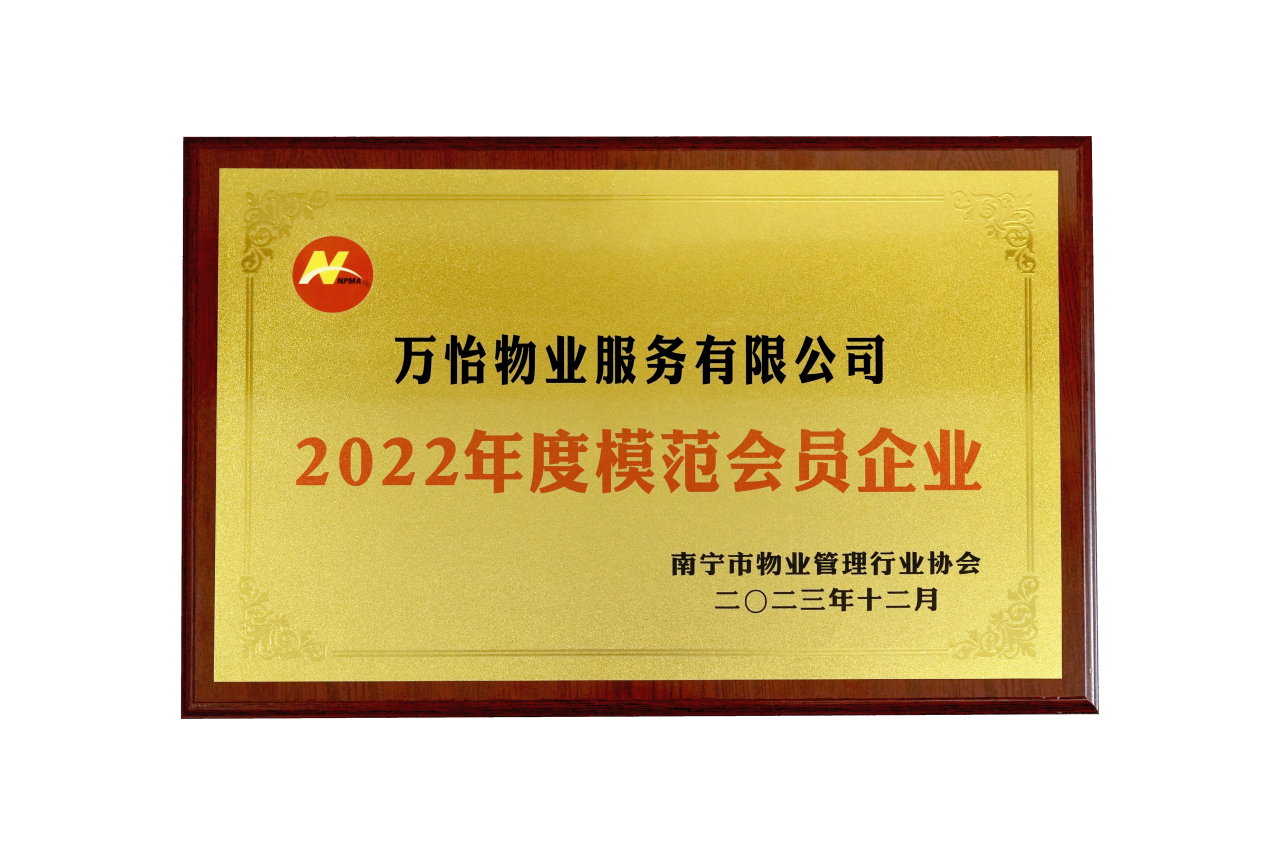 NPMA
万怡物业服务有限公司
2022年度模范会员企业
南宁市物业管理行业协会
二〇二三年十二月